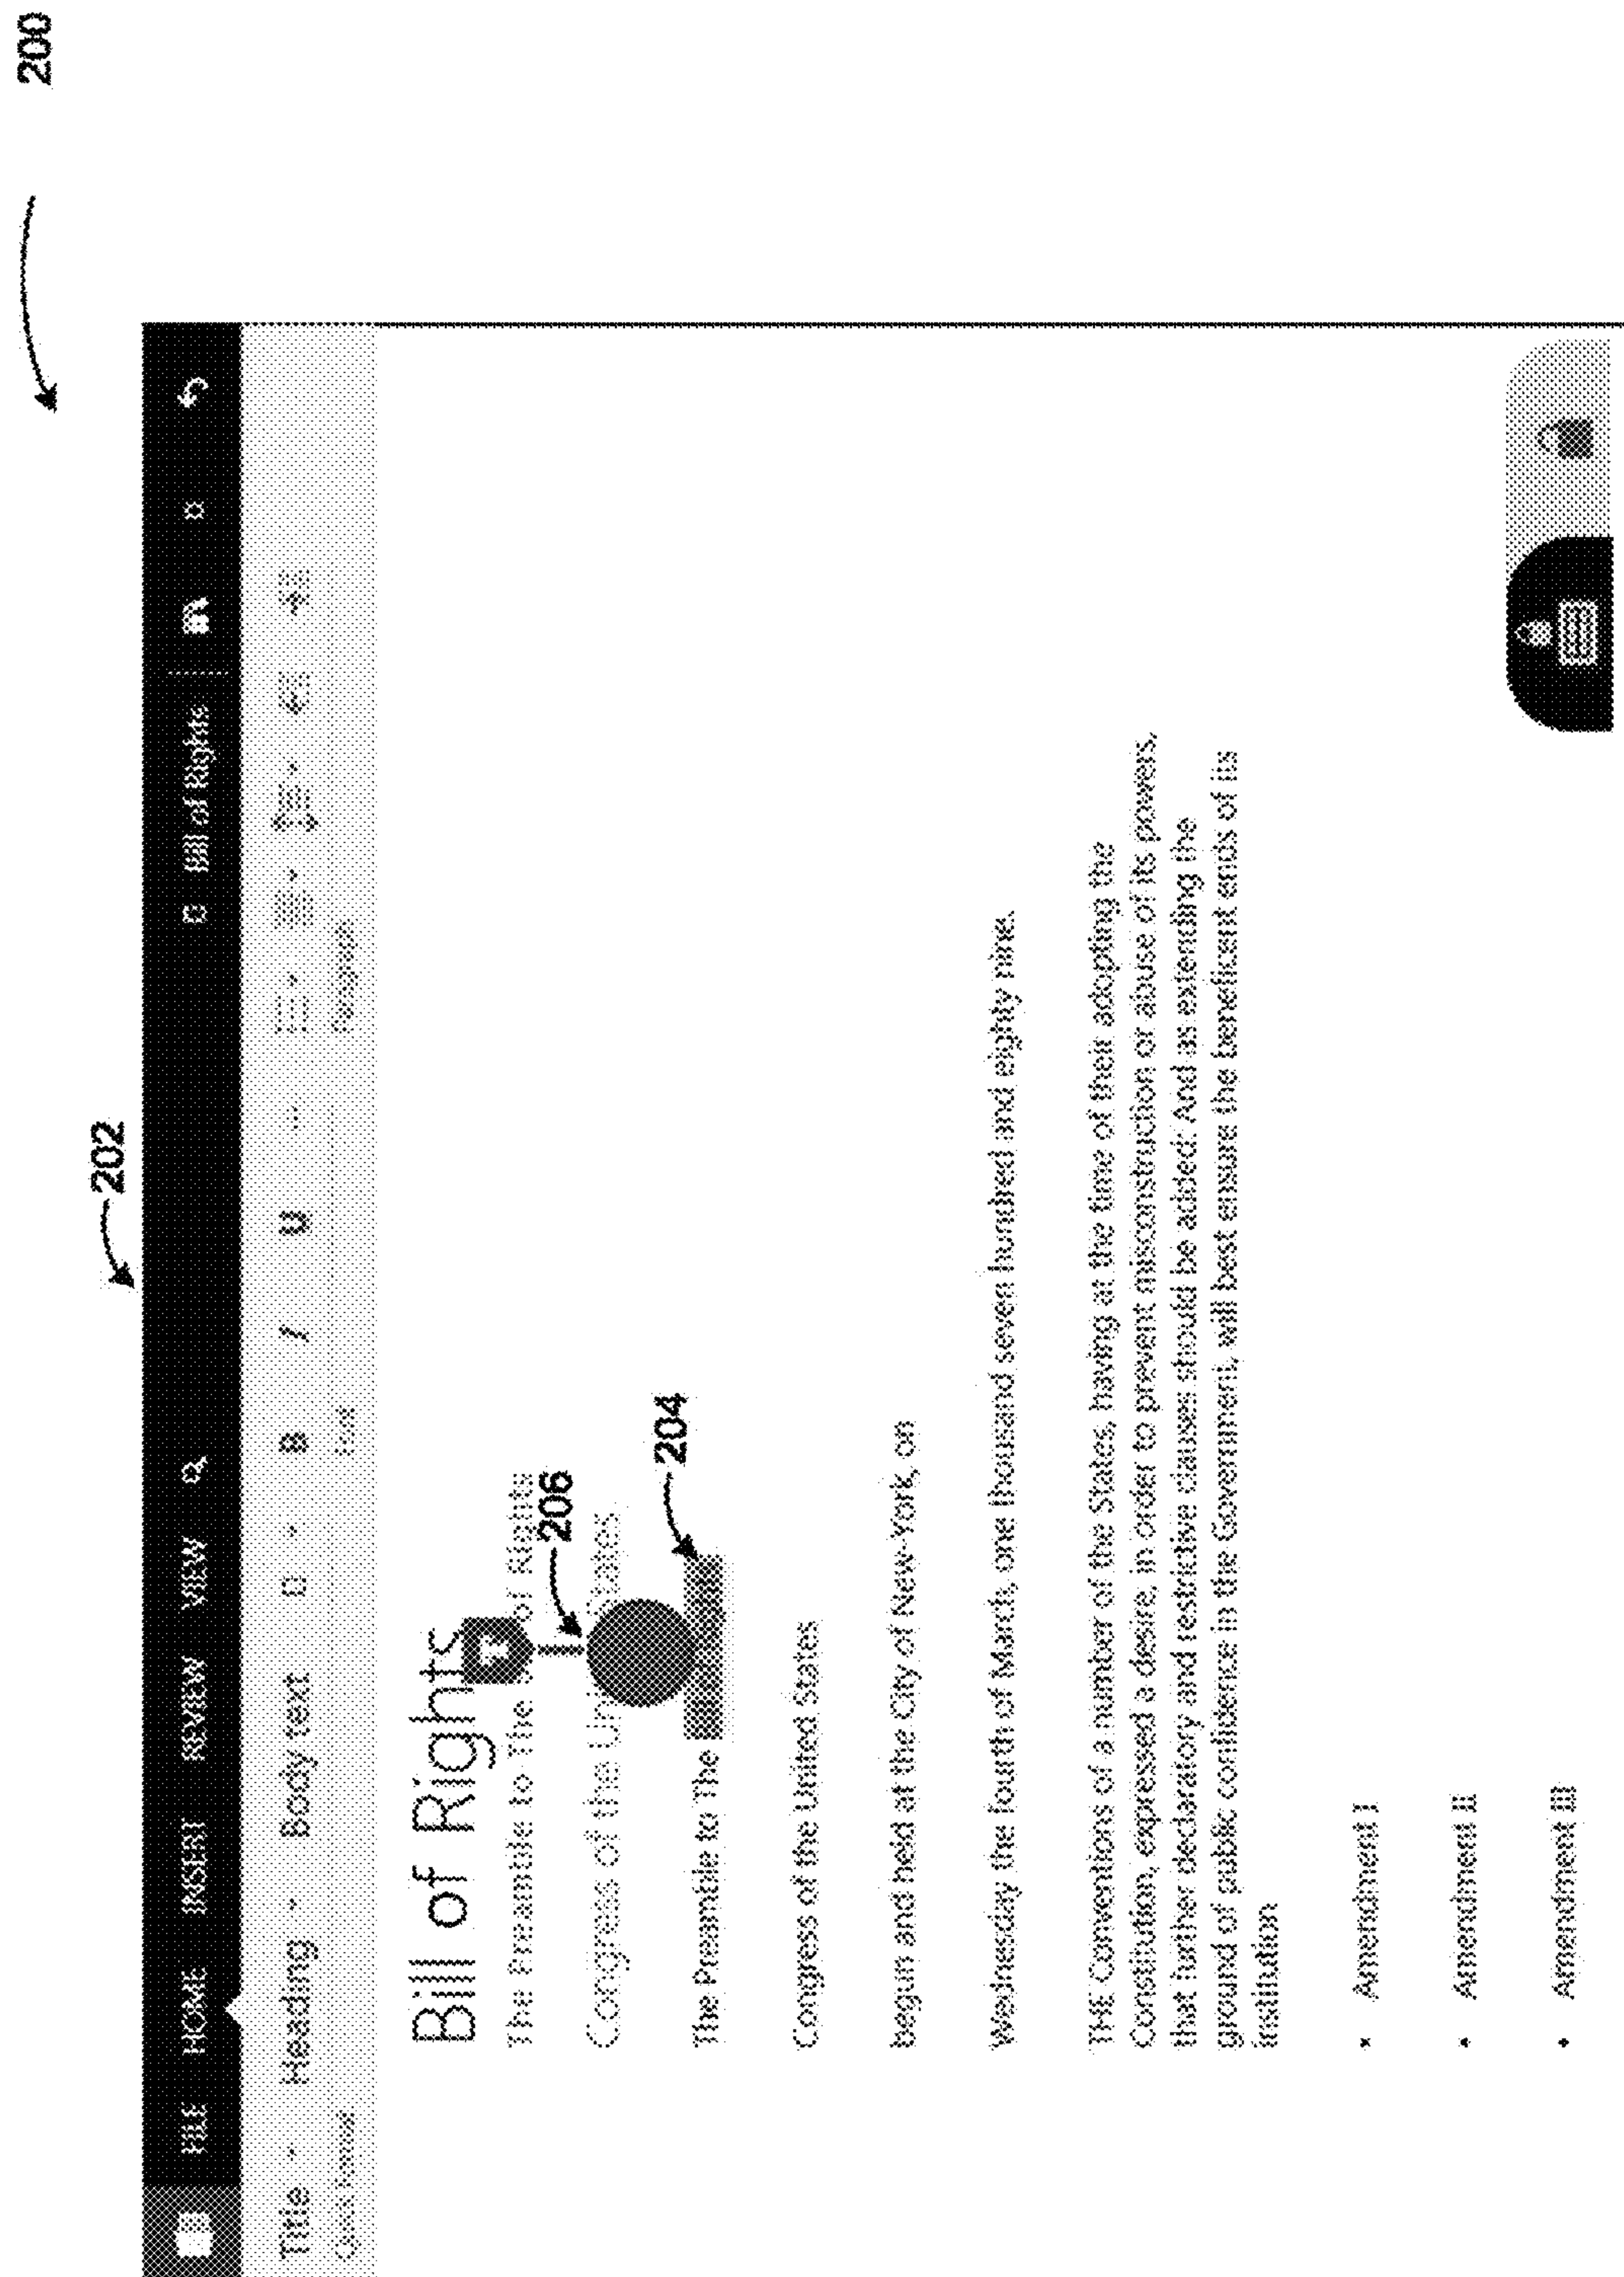 200
202
FILE HOME INSERT REVIEW VIEW Bill of Rights
Title Heading Body text B I U
Quick Format Font Paragraph
Bill of Rights
The Preamble to The of Rights
206
Congress of the Uni States
204
The Preamble to The
Congress of the United States
begun and held at the City of New-York, on
Wednesday the fourth of March, one thousand seven hundred and eighty nine.
THE Conventions of a number of the States, having at the time of their adopting the
Constitution, expressed a desire, in order to prevent misconstruction or abuse of its powers,
that further declaratory and restrictive clauses should be added: And as extending the
ground of public confidence in the Government, will best ensure the beneficent ends of its
institution
• Amendment I
• Amendment II
• Amendment III